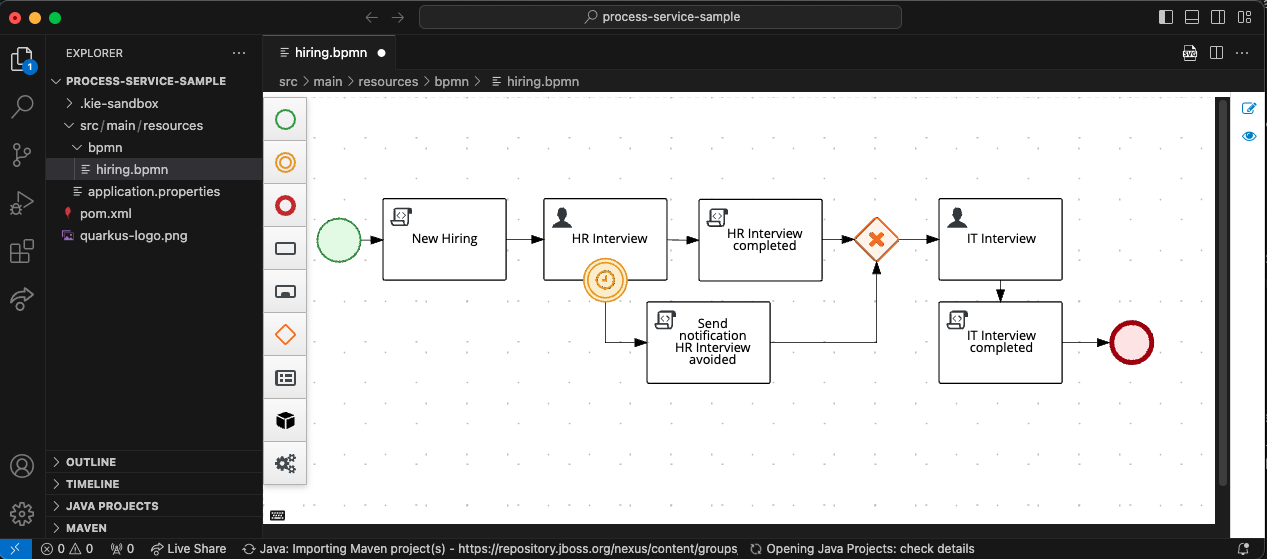 process-service-sample
EXPLORER
hiring.bpmn
1
PROCESS-SERVICE-SAMPLE
src > main > resources > bpmn > hiring.bpmn
.kie-sandbox
src/main/resources
bpmn
hiring.bpmn
application.properties
pom.xml
quarkus-logo.png
SVG
New Hiring
HR Interview
HR Interview
completed
IT Interview
Send
notification
HR Interview
avoided
IT Interview
completed
OUTLINE
TIMELINE
JAVA PROJECTS
MAVEN
0 0 0 Live Share Java: Importing Maven project(s) - https://repository.jboss.org/nexus/content/groups, Opening Java Projects: check details